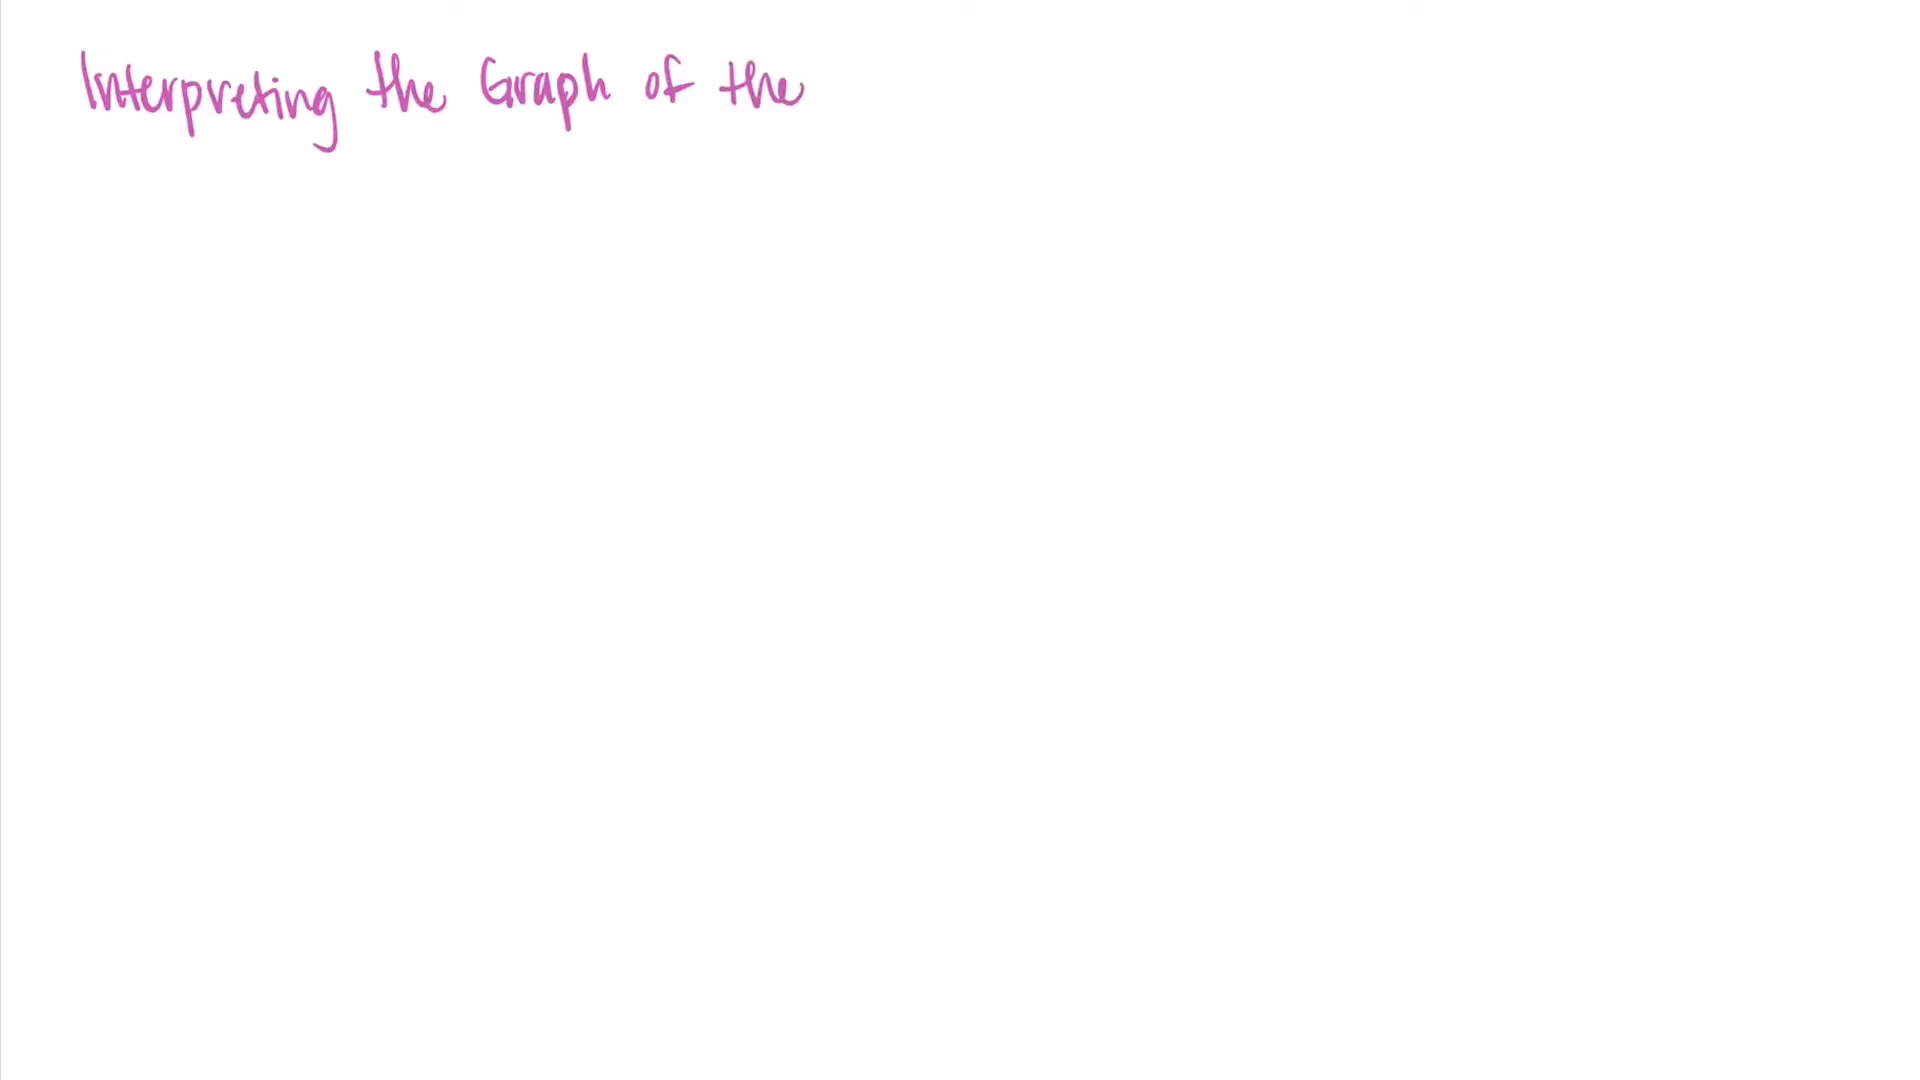 Interpreting the Graph of the